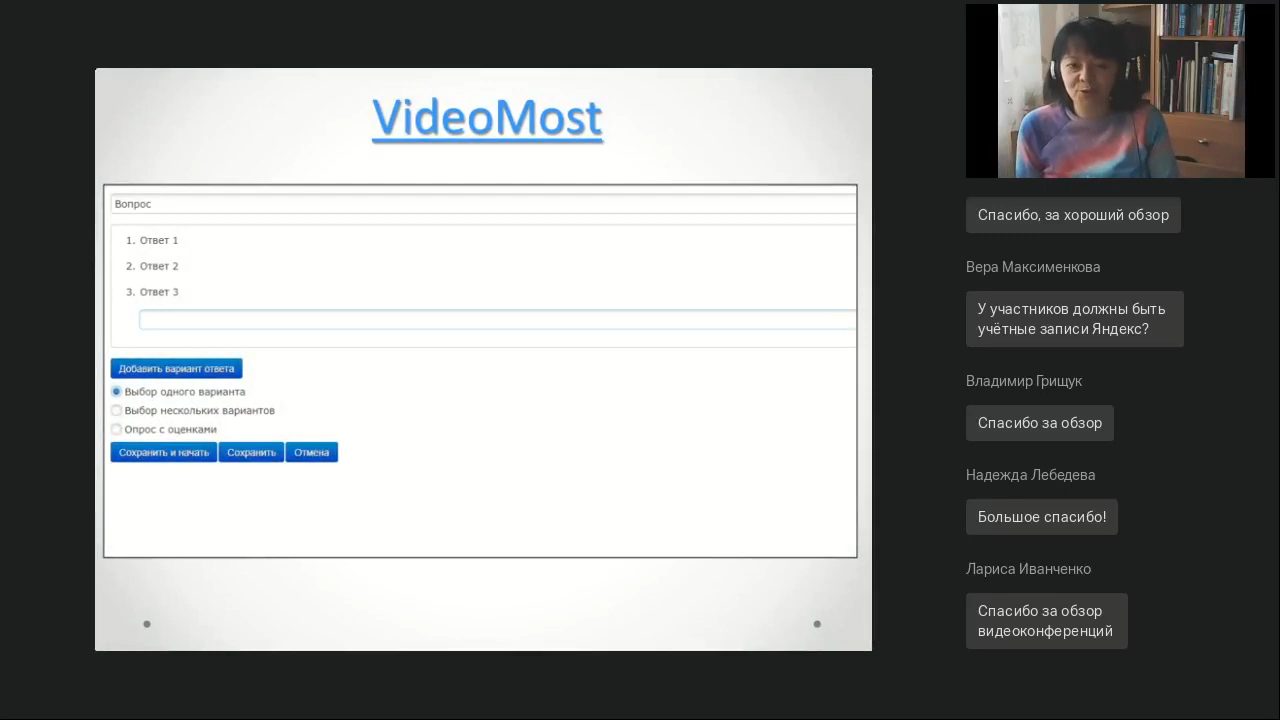 VideoMost
Вопрос
1. Ответ 1
2. Ответ 2
3. Ответ 3
Добавить вариант ответа
Выбор одного варианта
Выбор нескольких вариантов
Опрос с оценками
Сохранить и начать
Сохранить
Отмена
Спасибо, за хороший обзор
Вера Максименкова
У участников должны быть
учётные записи Яндекс?
Владимир Грищук
Спасибо за обзор
Надежда Лебедева
Большое спасибо!
Лариса Иванченко
Спасибо за обзор
видеоконференций